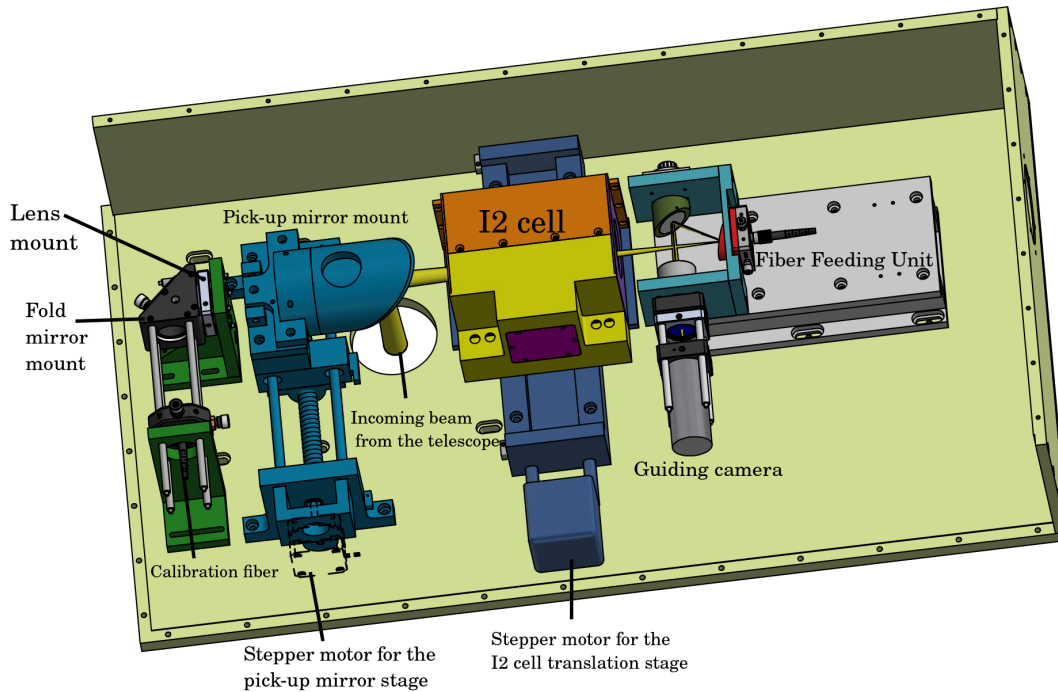 Lens
mount
Pick-up mirror mount
I2 cell
Fiber Feeding Unit
Fold
mirror
mount
Incoming beam
from the telescope
Guiding camera
Calibration fiber
Stepper motor for the
pick-up mirror stage
Stepper motor for the
I2 cell translation stage